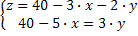 z = 40 − 3 · x − 2 · y
40 − 5 · x = 3 · y